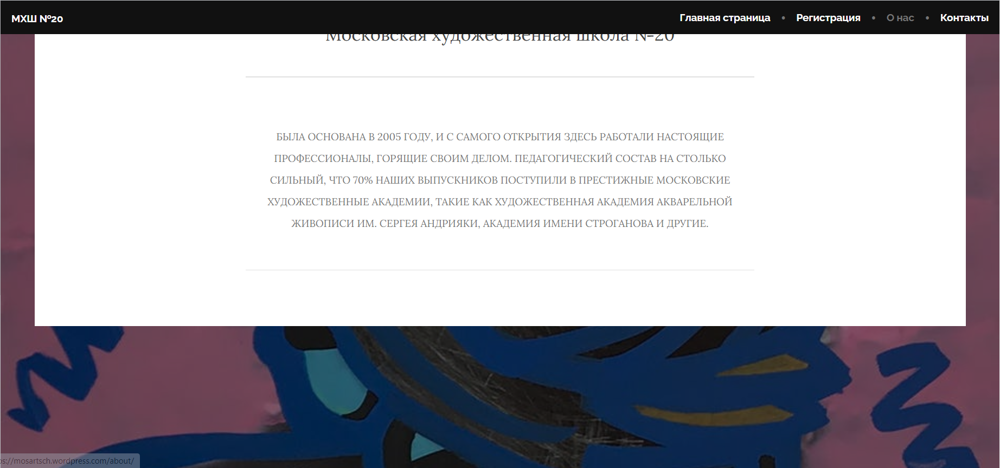 МХШ №20
Главная страница • Регистрация • О нас • Контакты
Московская художественная школа №20
БЫЛА ОСНОВАНА В 2005 ГОДУ, И С САМОГО ОТКРЫТИЯ ЗДЕСЬ РАБОТАЛИ НАСТОЯЩИЕ
ПРОФЕССИОНАЛЫ, ГОРЯЩИЕ СВОИМ ДЕЛОМ. ПЕДАГОГИЧЕСКИЙ СОСТАВ НА СТОЛЬКО
СИЛЬНЫЙ, ЧТО 70% НАШИХ ВЫПУСКНИКОВ ПОСТУПИЛИ В ПРЕСТИЖНЫЕ МОСКОВСКИЕ
ХУДОЖЕСТВЕННЫЕ АКАДЕМИИ, ТАКИЕ КАК ХУДОЖЕСТВЕННАЯ АКАДЕМИЯ АКВАРЕЛЬНОЙ
ЖИВОПИСИ ИМ. СЕРГЕЯ АНДРИЯКИ, АКАДЕМИЯ ИМЕНИ СТРОГАНОВА И ДРУГИЕ.
ps://mosartsch.wordpress.com/about/